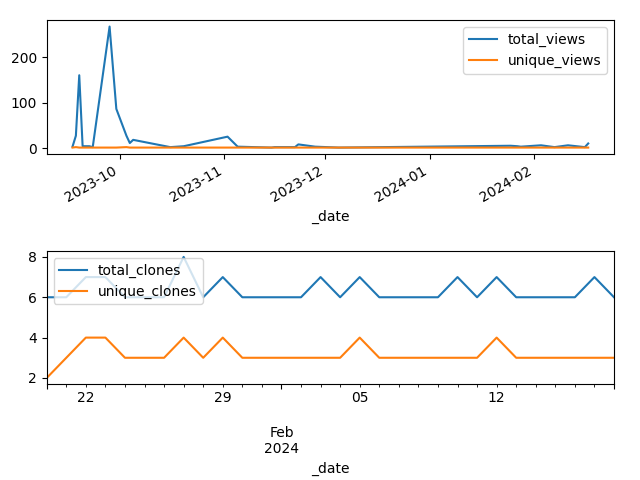 200
100
0
total_views
unique_views
2023-10
2023-11
2023-12
2024-01
2024-02
_date
8
6
4
2
total_clones
unique_clones
22
29
05
12
Feb
2024
_date